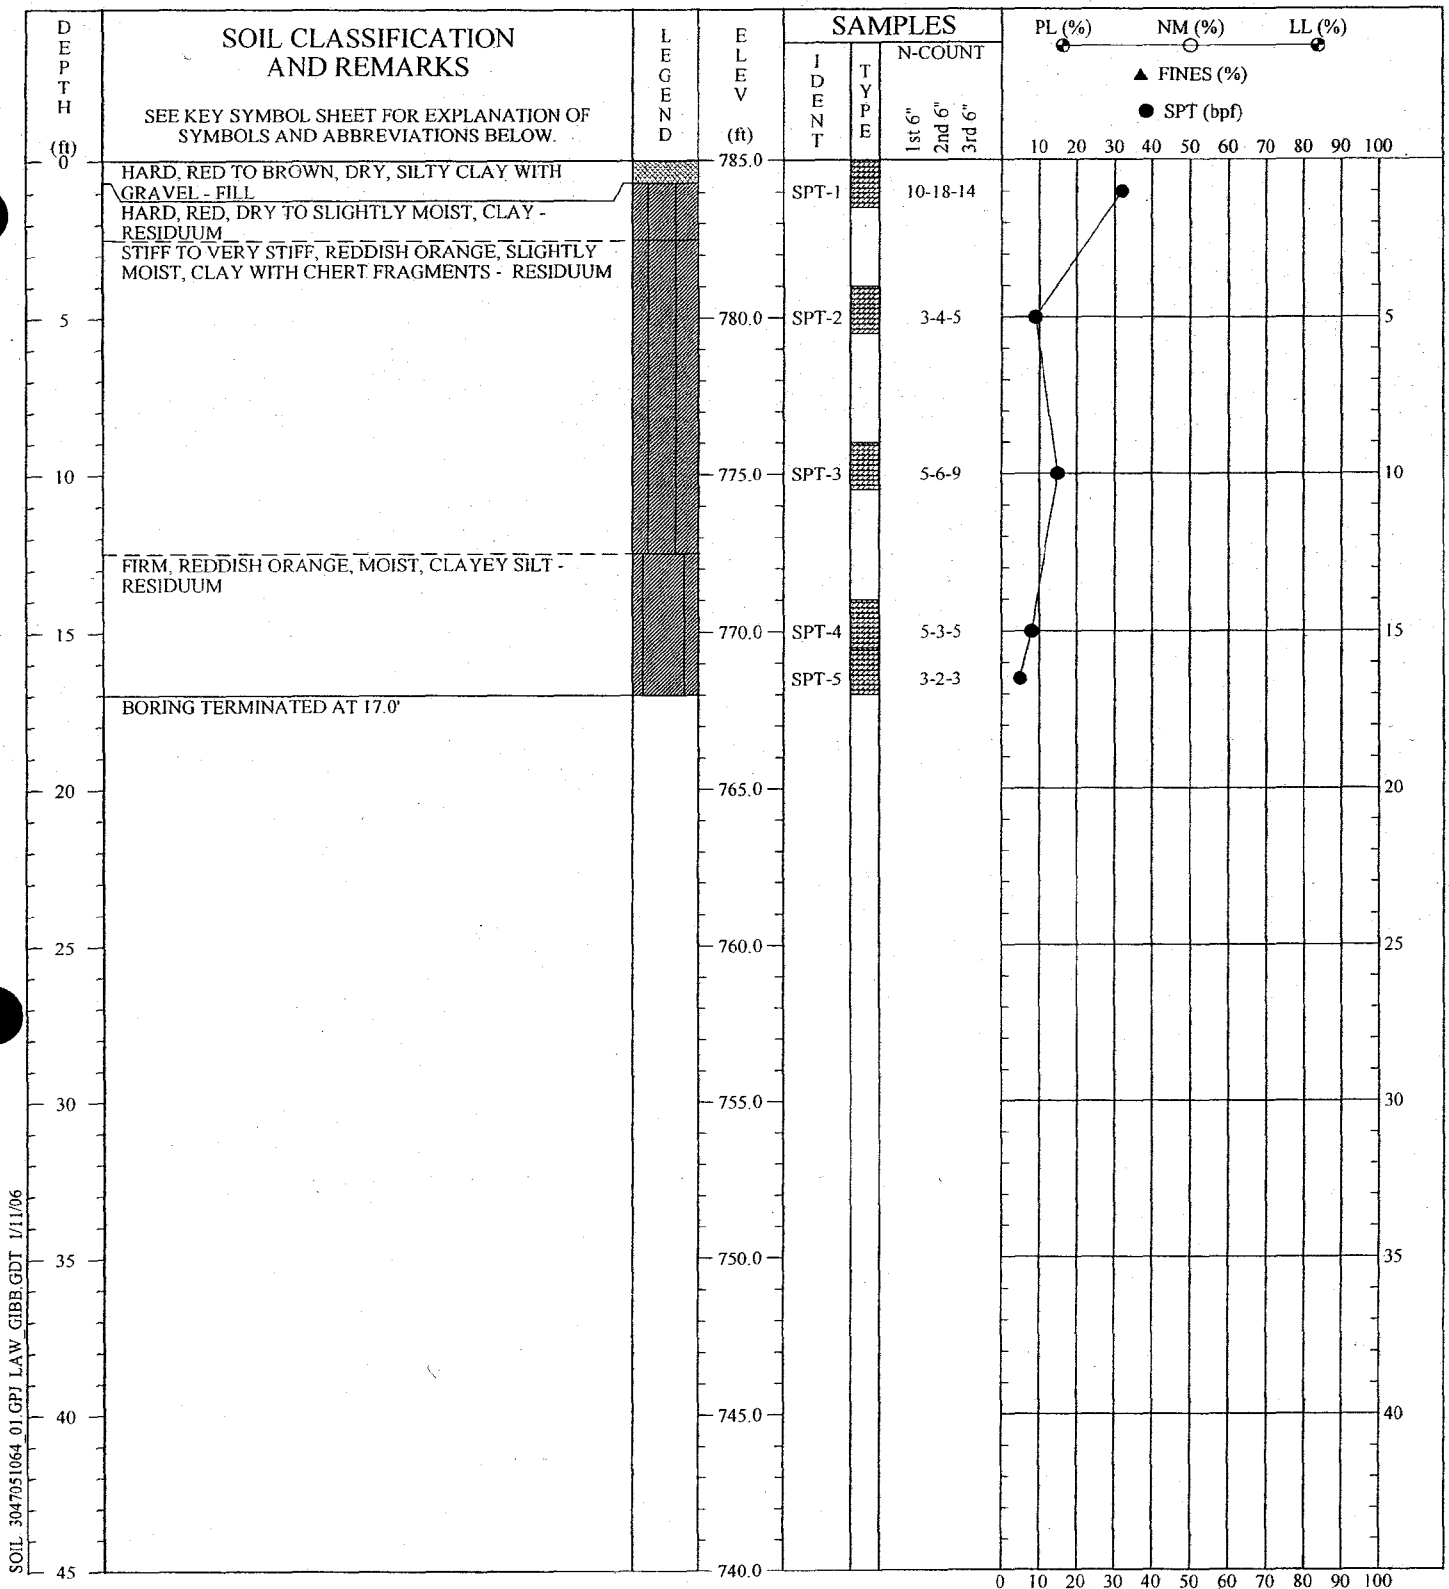 DEPTH
(ft)
SOIL CLASSIFICATION
AND REMARKS
SEE KEY SYMBOL SHEET FOR EXPLANATION OF
SYMBOLS AND ABBREVIATIONS BELOW.
LEGEND
ELEV
(ft)
SAMPLES
IDENT
TYPE
N-COUNT
1st 6"
2nd 6"
3rd 6"
PL (%) NM (%) LL (%)
▲ FINES (%)
● SPT (bpf)
10 20 30 40 50 60 70 80 90 100
0
785.0
HARD, RED TO BROWN, DRY, SILTY CLAY WITH
GRAVEL - FILL
SPT-1 10-18-14
HARD, RED, DRY TO SLIGHTLY MOIST, CLAY -
RESIDUUM
STIFF TO VERY STIFF, REDDISH ORANGE, SLIGHTLY
MOIST, CLAY WITH CHERT FRAGMENTS - RESIDUUM
5 780.0 SPT-2 3-4-5 5
10 775.0 SPT-3 5-6-9 10
FIRM, REDDISH ORANGE, MOIST, CLAYEY SILT -
RESIDUUM
15 770.0 SPT-4 5-3-5 15
SPT-5 3-2-3
BORING TERMINATED AT 17.0'
20 765.0 20
25 760.0 25
30 755.0 30
35 750.0 35
40 745.0 40
45 740.0
0 10 20 30 40 50 60 70 80 90 100
SOIL 3047051064_01.GPJ LAW_GIBB.GDT 1/11/06